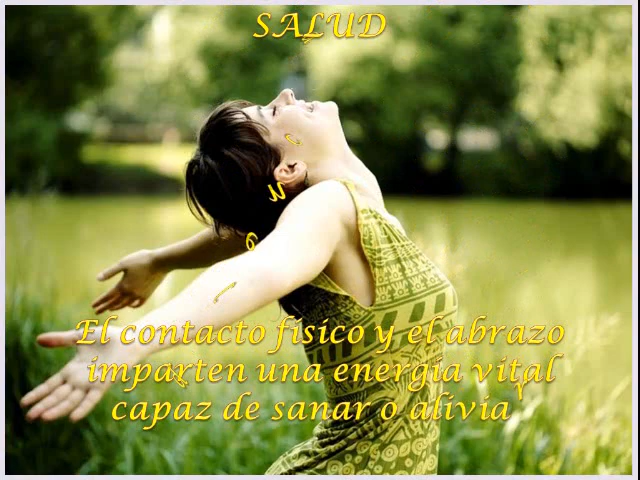 SALUD
El contacto físico y el abrazo
imparten una energía vital
capaz de sanar o alivia